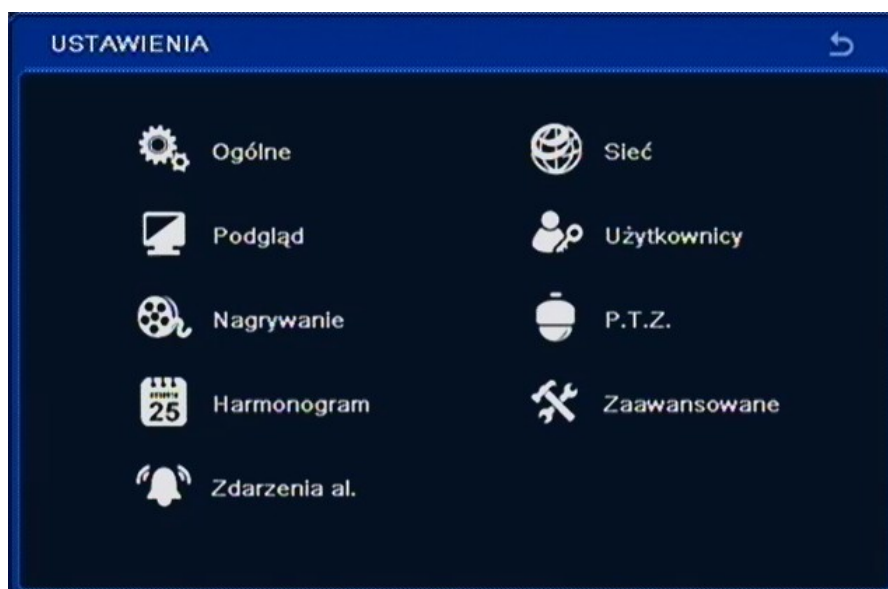 USTAWIENIA
Ogólne
Sieć
Podgląd
Użytkownicy
Nagrywanie
P.T.Z.
25
Harmonogram
Zaawansowane
Zdarzenia al.